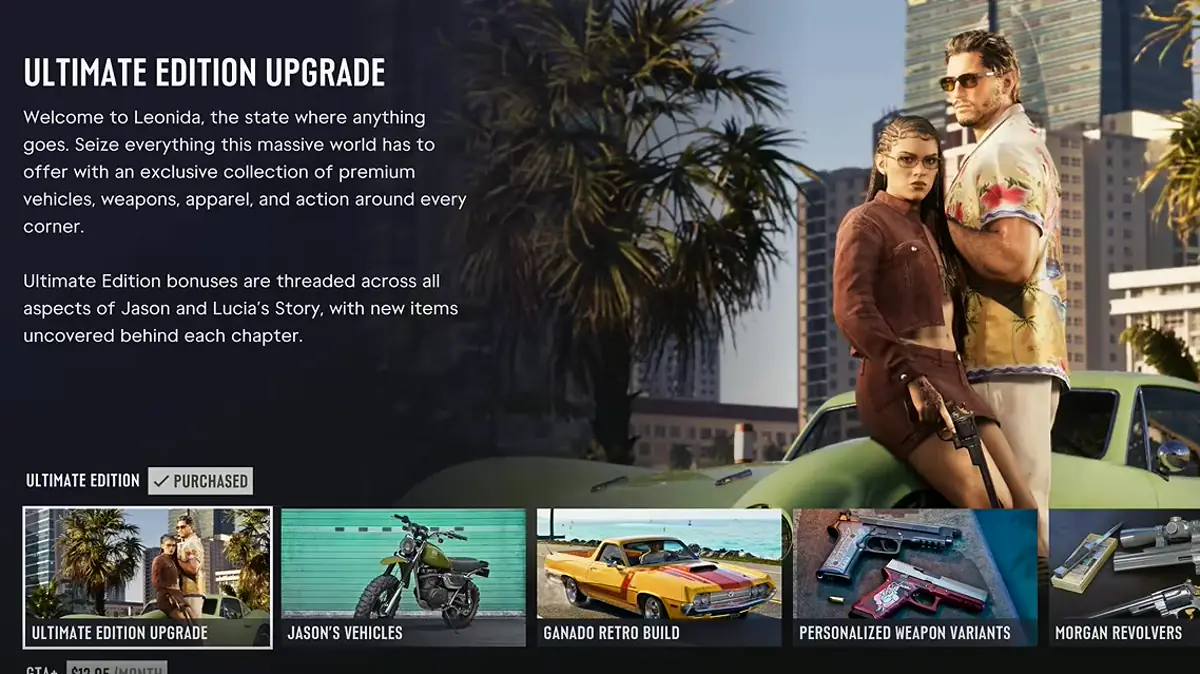 ULTIMATE EDITION UPGRADE
Welcome to Leonida, the state where anything
goes. Seize everything this massive world has to
offer with an exclusive collection of premium
vehicles, weapons, apparel, and action around every
corner.
Ultimate Edition bonuses are threaded across all
aspects of Jason and Lucia's Story, with new items
uncovered behind each chapter.
ULTIMATE EDITION ✓ PURCHASED
ULTIMATE EDITION UPGRADE
JASON'S VEHICLES
GANADO RETRO BUILD
PERSONALIZED WEAPON VARIANTS
MORGAN REVOLVERS
GTA+ /MONTH